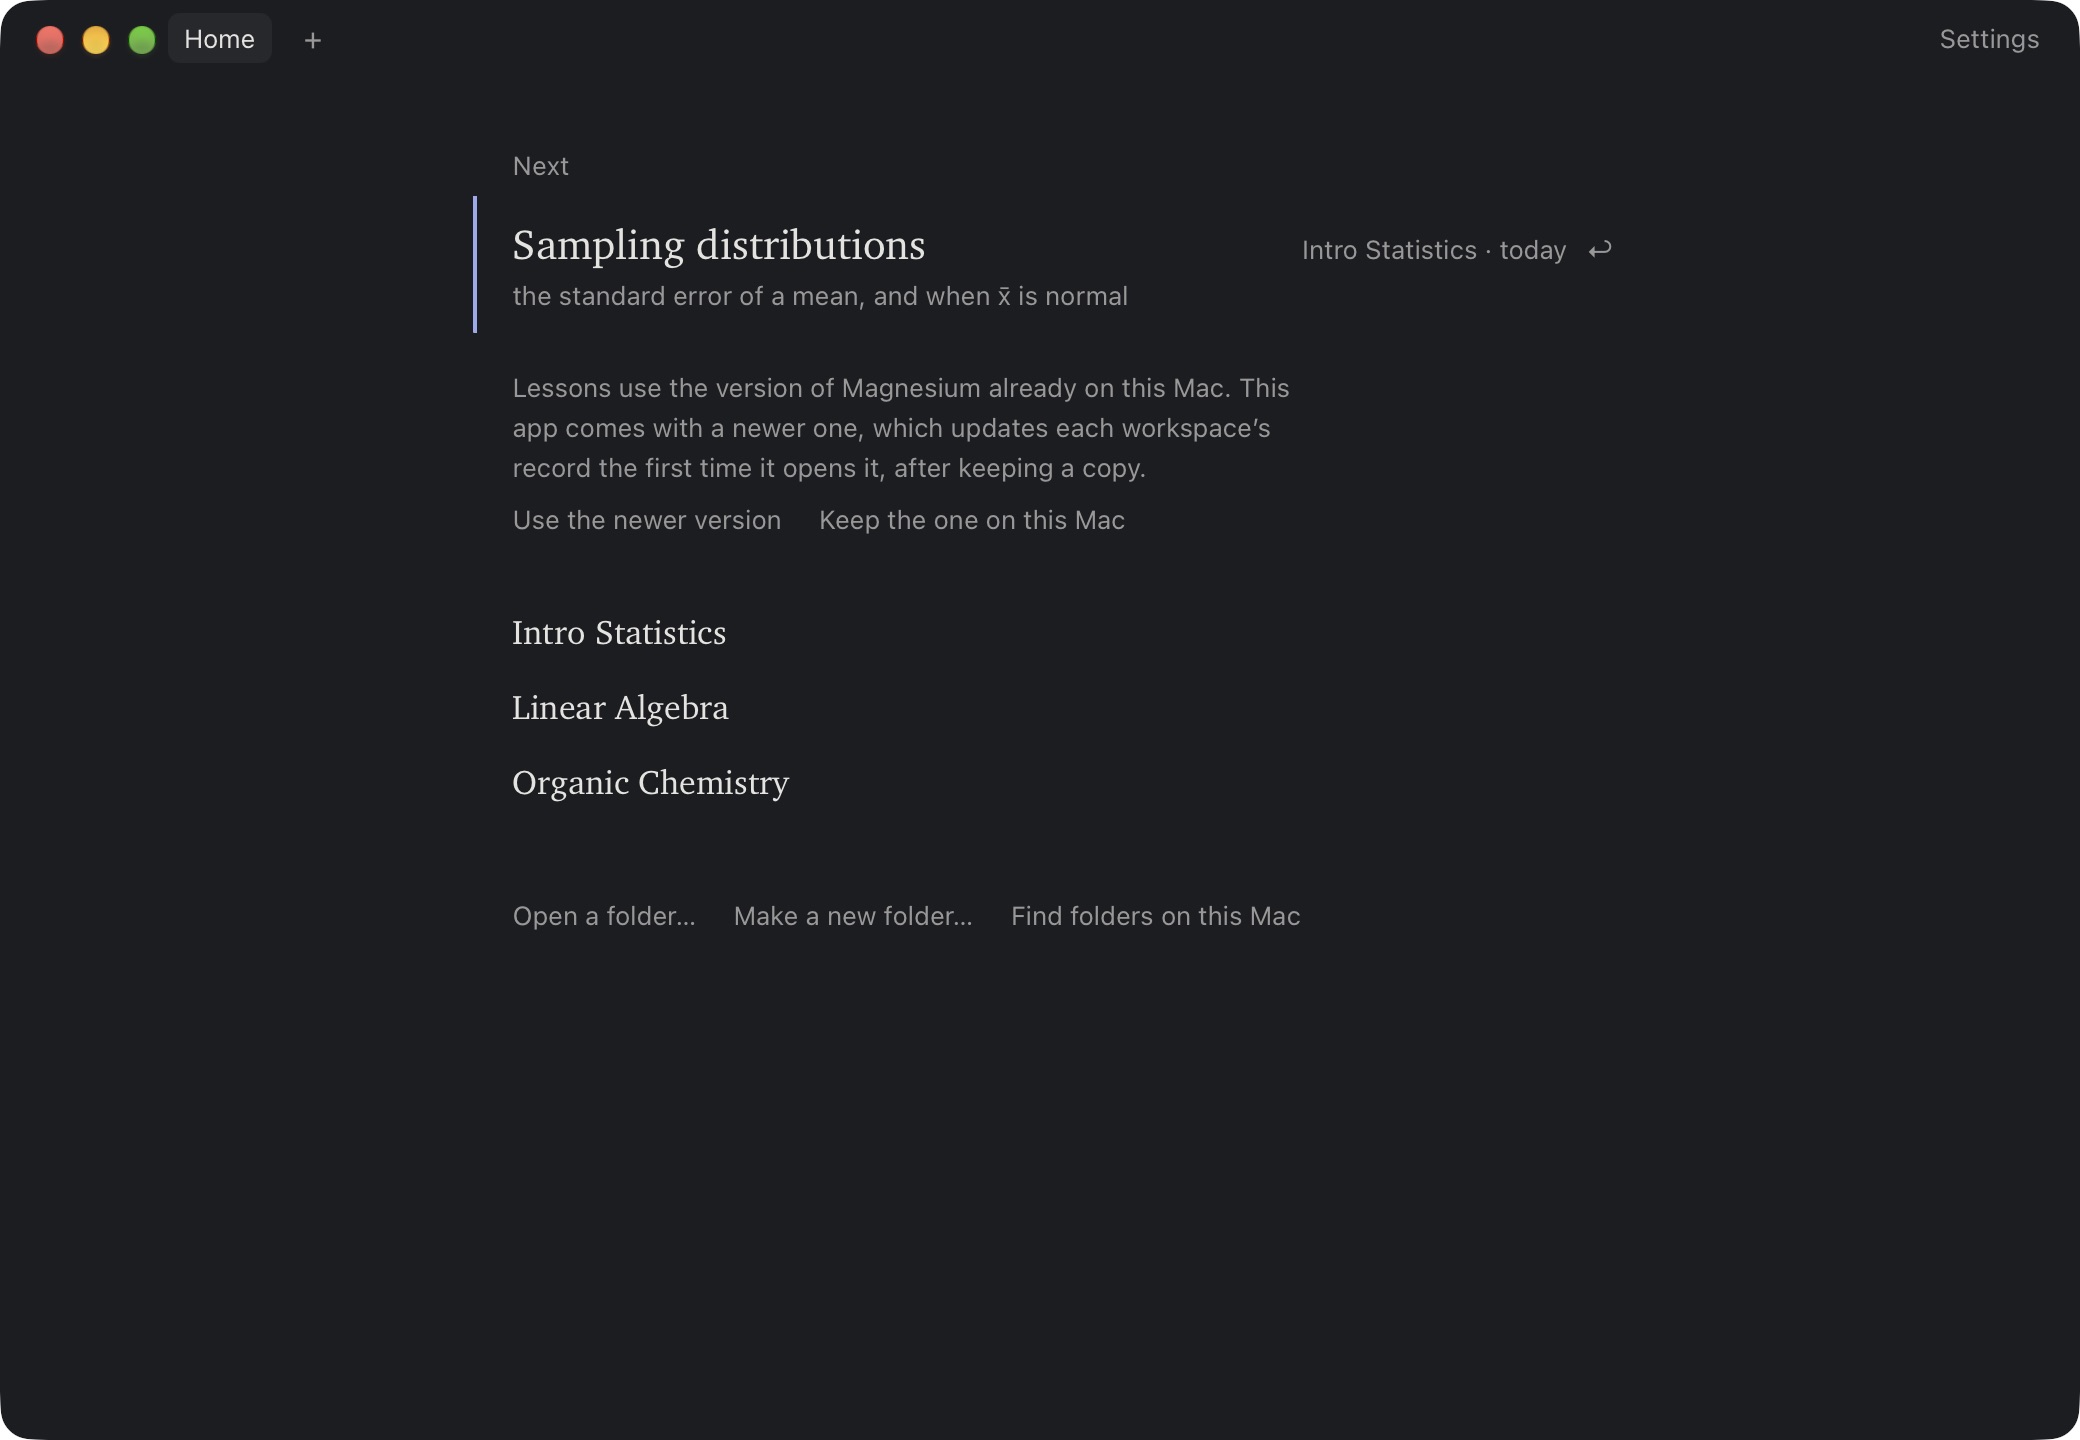 Home +
Settings
Next
Sampling distributions
Intro Statistics · today ↩
the standard error of a mean, and when x̄ is normal
Lessons use the version of Magnesium already on this Mac. This
app comes with a newer one, which updates each workspace’s
record the first time it opens it, after keeping a copy.
Use the newer version Keep the one on this Mac
Intro Statistics
Linear Algebra
Organic Chemistry
Open a folder… Make a new folder… Find folders on this Mac